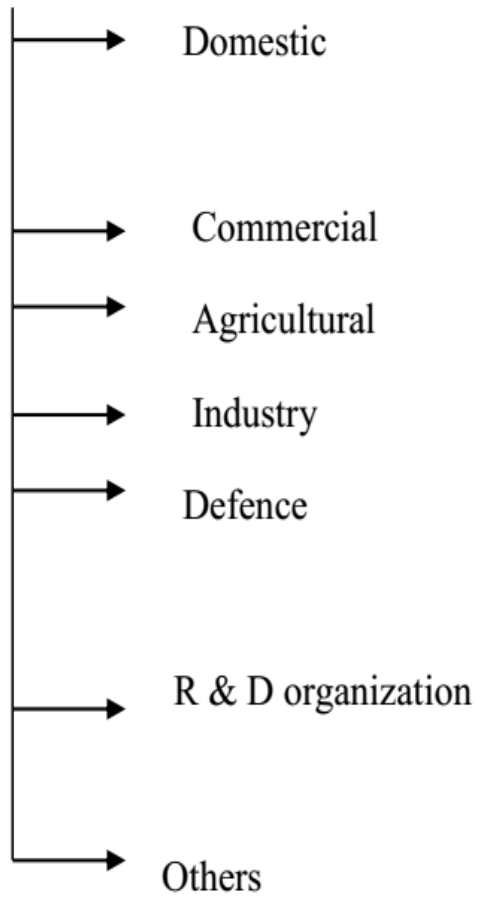 Domestic
Commercial
Agricultural
Industry
Defence
R & D organization
Others